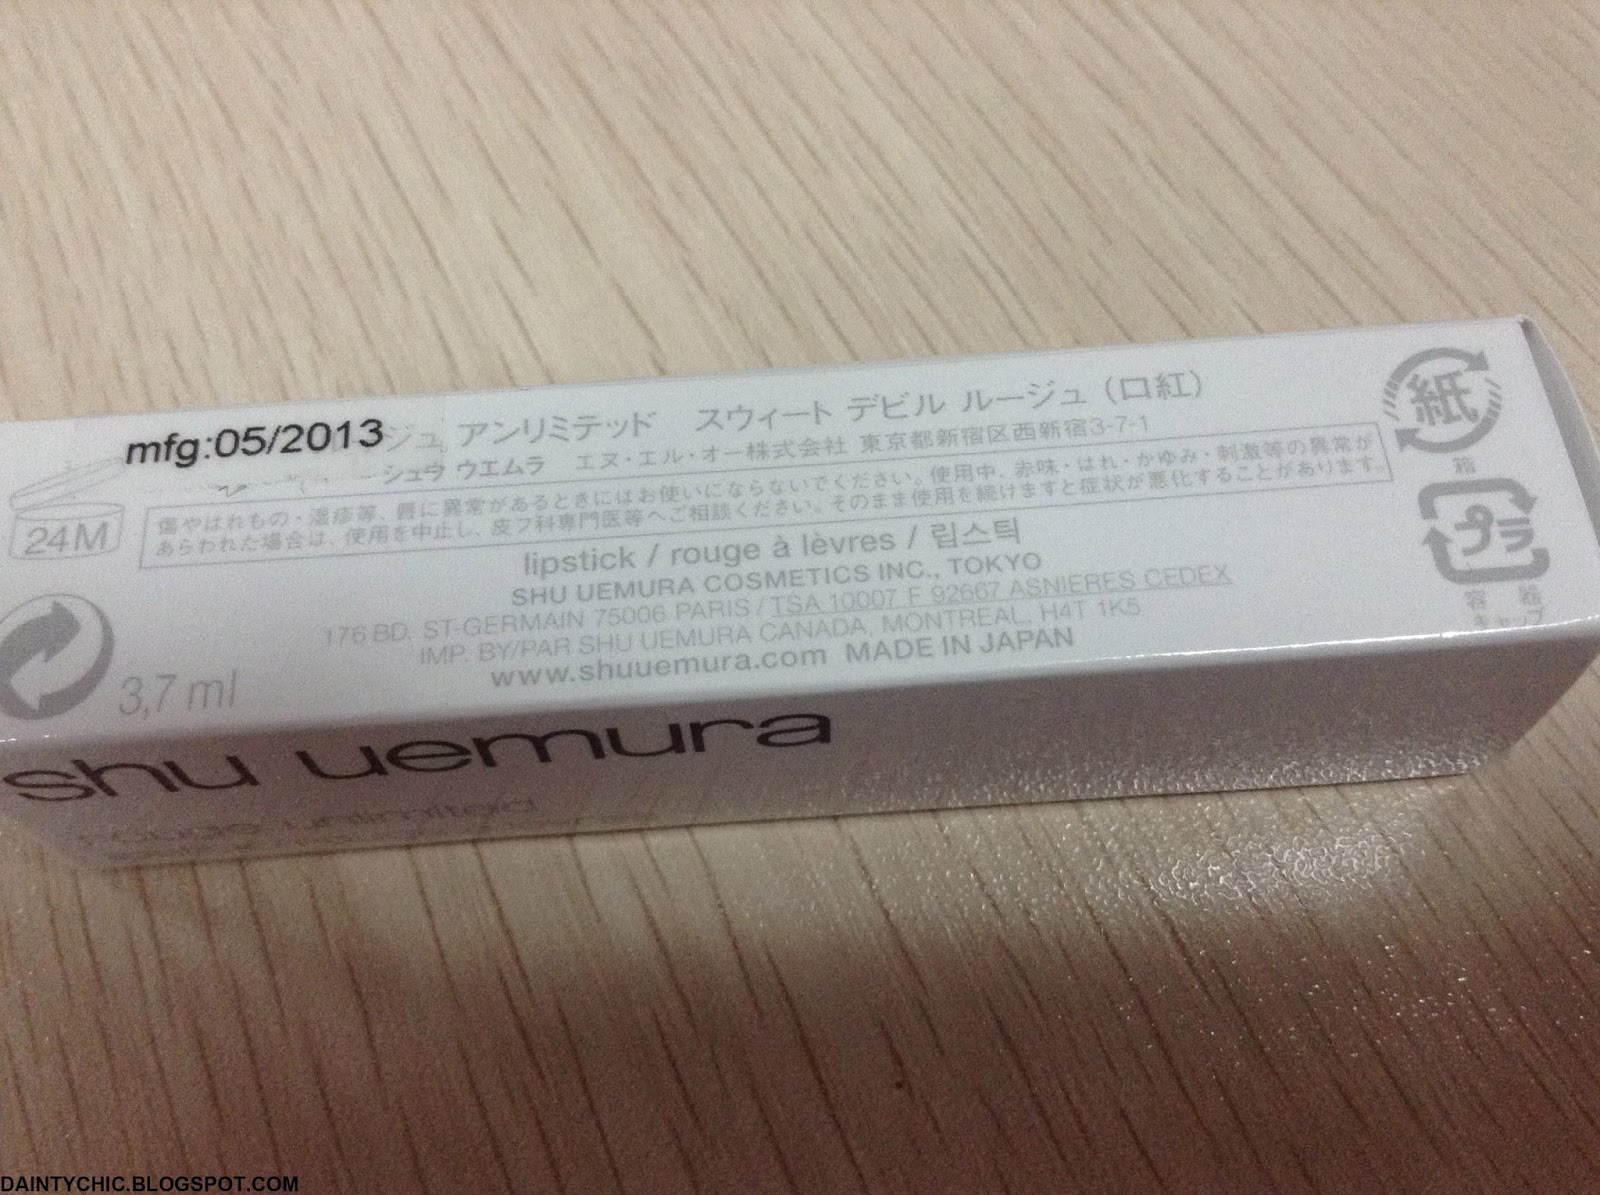 mfg:05/2013 ジュ アンリミテッド スウィート デビル ルージュ (口紅)
シュウ ウエムラ エヌ・エル・オー株式会社 東京都新宿区西新宿3-7-1
傷やはれもの・湿疹等、唇に異常があるときにはお使いにならないでください。使用中、赤味・はれ・かゆみ・刺激等の異常が
あらわれた場合は、使用を中止し、皮フ科専門医等へご相談ください。そのまま使用を続けますと症状が悪化することがあります。
24M
lipstick / rouge à lèvres / 립스틱
SHU UEMURA COSMETICS INC., TOKYO
176 BD. ST-GERMAIN 75006 PARIS / TSA 10007 F 92667 ASNIERES CEDEX
IMP. BY/PAR SHU UEMURA CANADA, MONTREAL, H4T 1K5
www.shuuemura.com MADE IN JAPAN
3,7 ml
紙
箱
プラ
容 器
キャップ
shu uemura
rouge unlimited
DAINTYCHIC.BLOGSPOT.COM